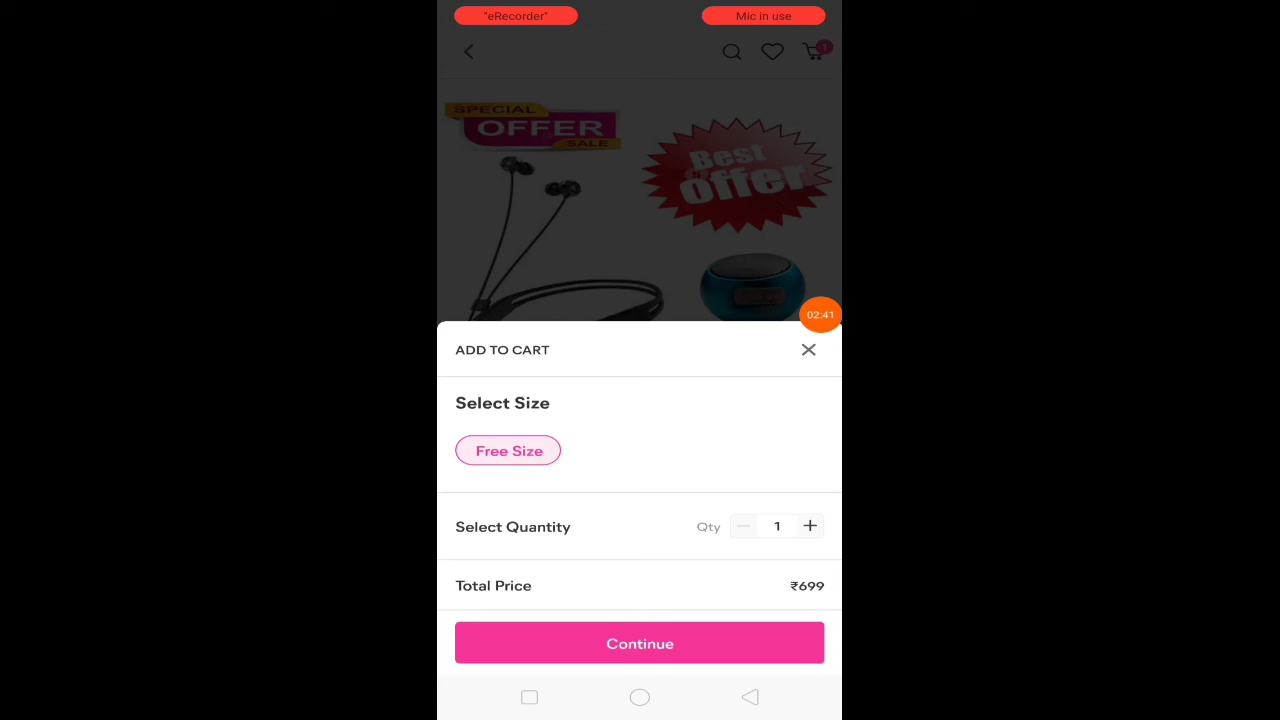 "eRecorder"
Mic in use
1
SPECIAL
OFFER
SALE
Best
Offer
02:41
ADD TO CART
Select Size
Free Size
Select Quantity
Qty
1
Total Price
₹699
Continue